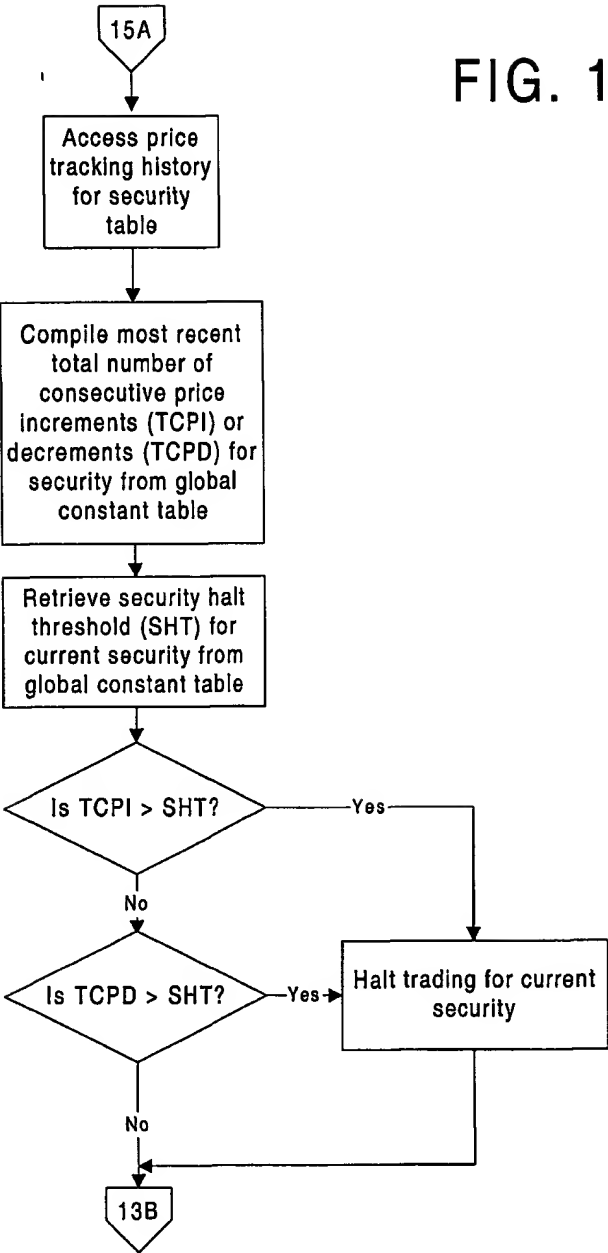 15A
FIG. 1
Access price
tracking history
for security
table
Compile most recent
total number of
consecutive price
increments (TCPI) or
decrements (TCPD) for
security from global
constant table
Retrieve security halt
threshold (SHT) for
current security from
global constant table
Is TCPI > SHT?
Yes
No
Is TCPD > SHT?
Yes
Halt trading for current
security
No
13B